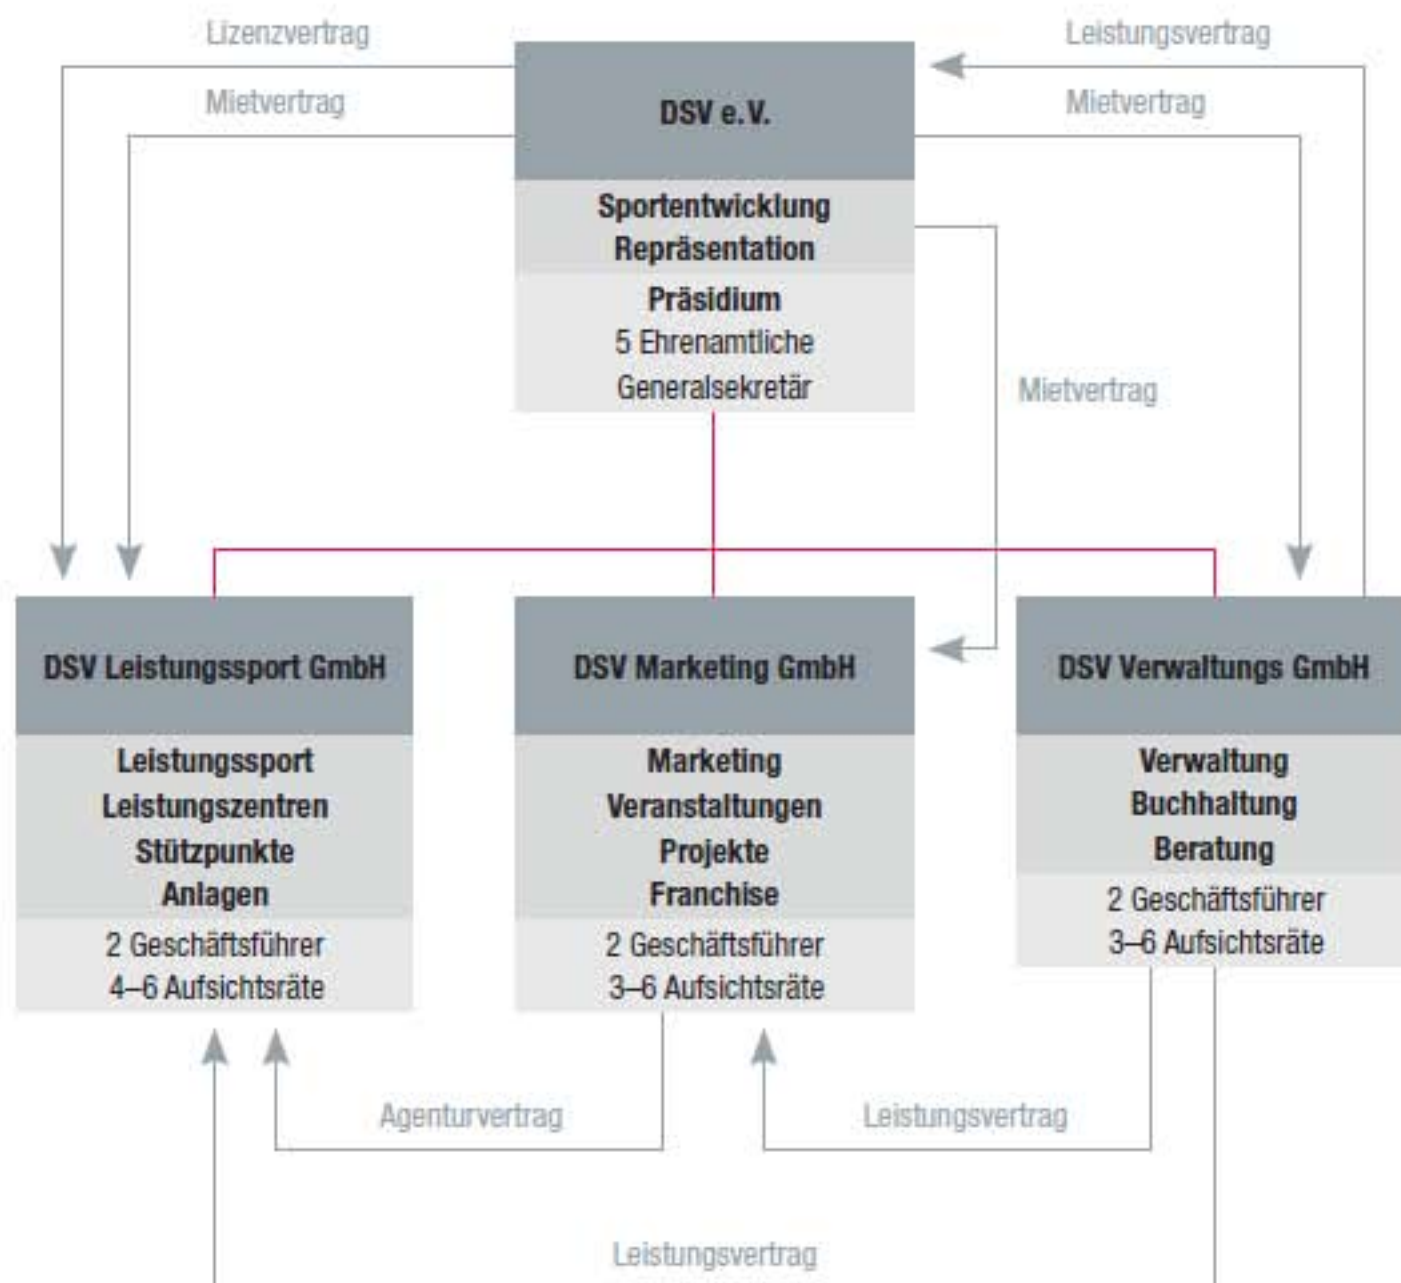 Lizenzvertrag
Leistungsvertrag
Mietvertrag
DSV e.V.
Mietvertrag
Sportentwicklung
Repräsentation
Präsidium
5 Ehrenamtliche
Generalsekretär
Mietvertrag
DSV Leistungssport GmbH
Leistungssport
Leistungszentren
Stützpunkte
Anlagen
2 Geschäftsführer
4–6 Aufsichtsräte
DSV Marketing GmbH
Marketing
Veranstaltungen
Projekte
Franchise
2 Geschäftsführer
3–6 Aufsichtsräte
DSV Verwaltungs GmbH
Verwaltung
Buchhaltung
Beratung
2 Geschäftsführer
3–6 Aufsichtsräte
Agenturvertrag
Leistungsvertrag
Leistungsvertrag